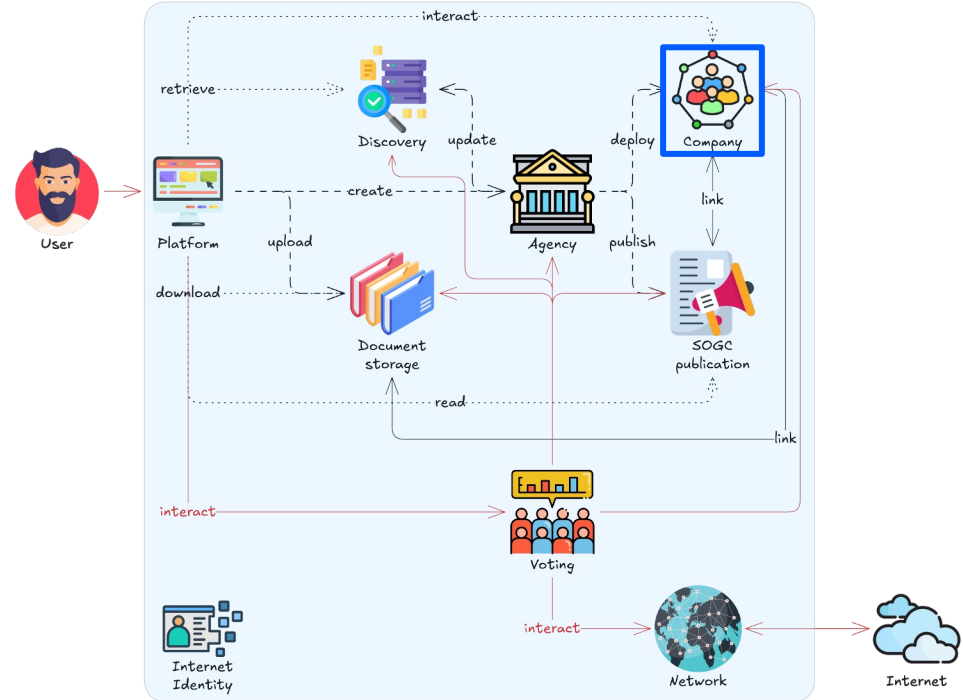 interact
retrieve
Discovery
update
deploy
Company
User
Platform
create
link
upload
Agency
publish
download
Document
storage
SOGC
publication
read
link
interact
Voting
interact
Internet
Identity
Network
Internet